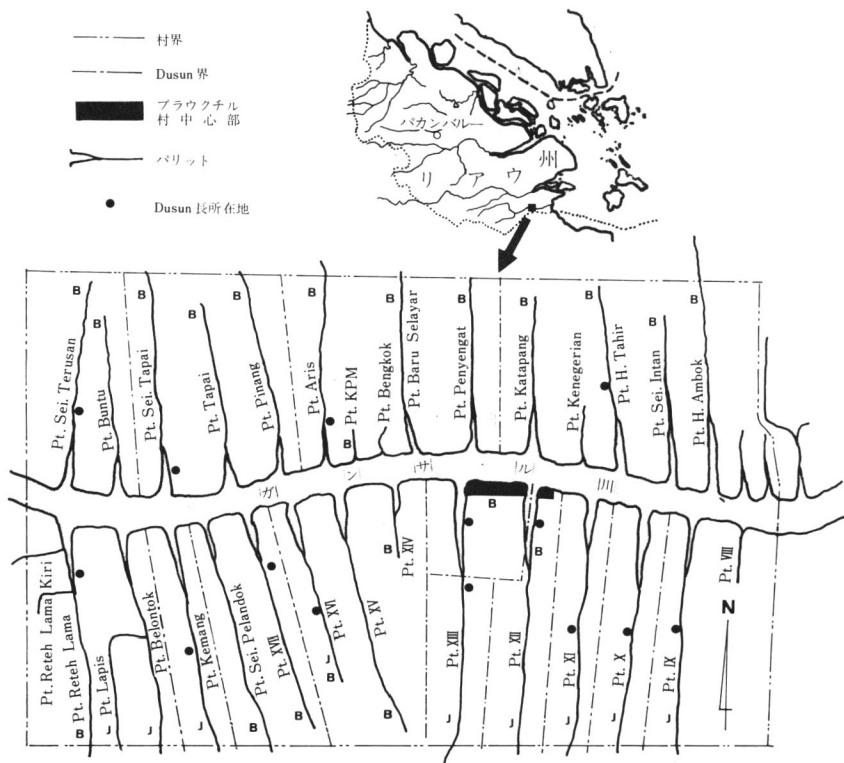 村界
Dusun 界
プラウクチル
村中心部
パリット
Dusun 長所在地
パカンバルー
リアウ州
Pt. Sei. Terusan
Pt. Buntu
Pt. Sei. Tapai
Pt. Tapai
Pt. Pinang
Pt. Aris
Pt. KPM
Pt. Bengkok
Pt. Baru Selayar
Pt. Penyengat
Pt. Katapang
Pt. Kenegerian
Pt. H. Tahir
Pt. Sei. Intan
Pt. H. Ambok
B
B
B
B
B
B
B
B
B
B
B
B
B
ガンサル川
B
B
B
Pt. Reteh Lama Kiri
Pt. Reteh Lama
Pt. Lapis
Pt. Belontok
Pt. Kemang
Pt. Sei. Pelandok
Pt. XVII
Pt. XVI
Pt. XV
Pt. XIV
Pt. XIII
Pt. XII
Pt. XI
Pt. X
Pt. IX
Pt. VIII
N
B
J
J
J
B
B
J
B
B
J
J
J
J
J